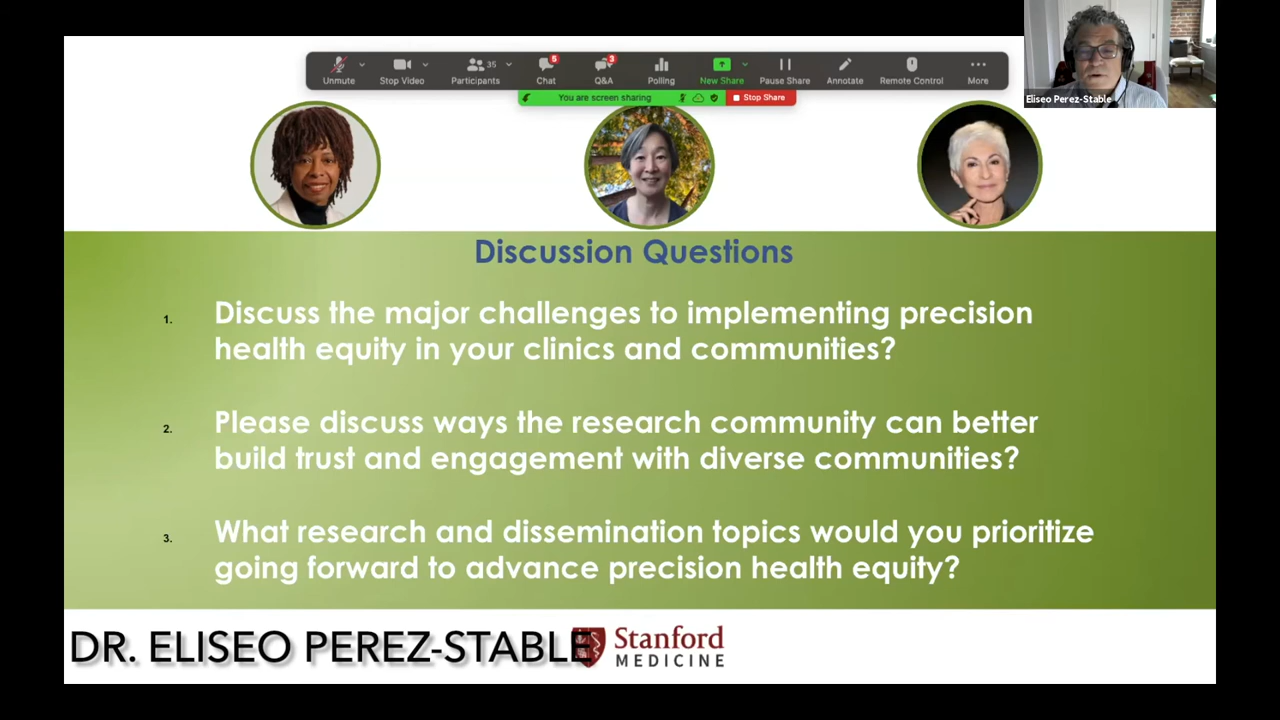 Unmute
Stop Video
Participants
35
Chat
5
Q&A
3
Polling
New Share
Pause Share
Annotate
Remote Control
More
You are screen sharing
Stop Share
Eliseo Perez-Stable
Discussion Questions
1. Discuss the major challenges to implementing precision
health equity in your clinics and communities?
2. Please discuss ways the research community can better
build trust and engagement with diverse communities?
3. What research and dissemination topics would you prioritize
going forward to advance precision health equity?
DR. ELISEO PEREZ-STABLE
Stanford
MEDICINE